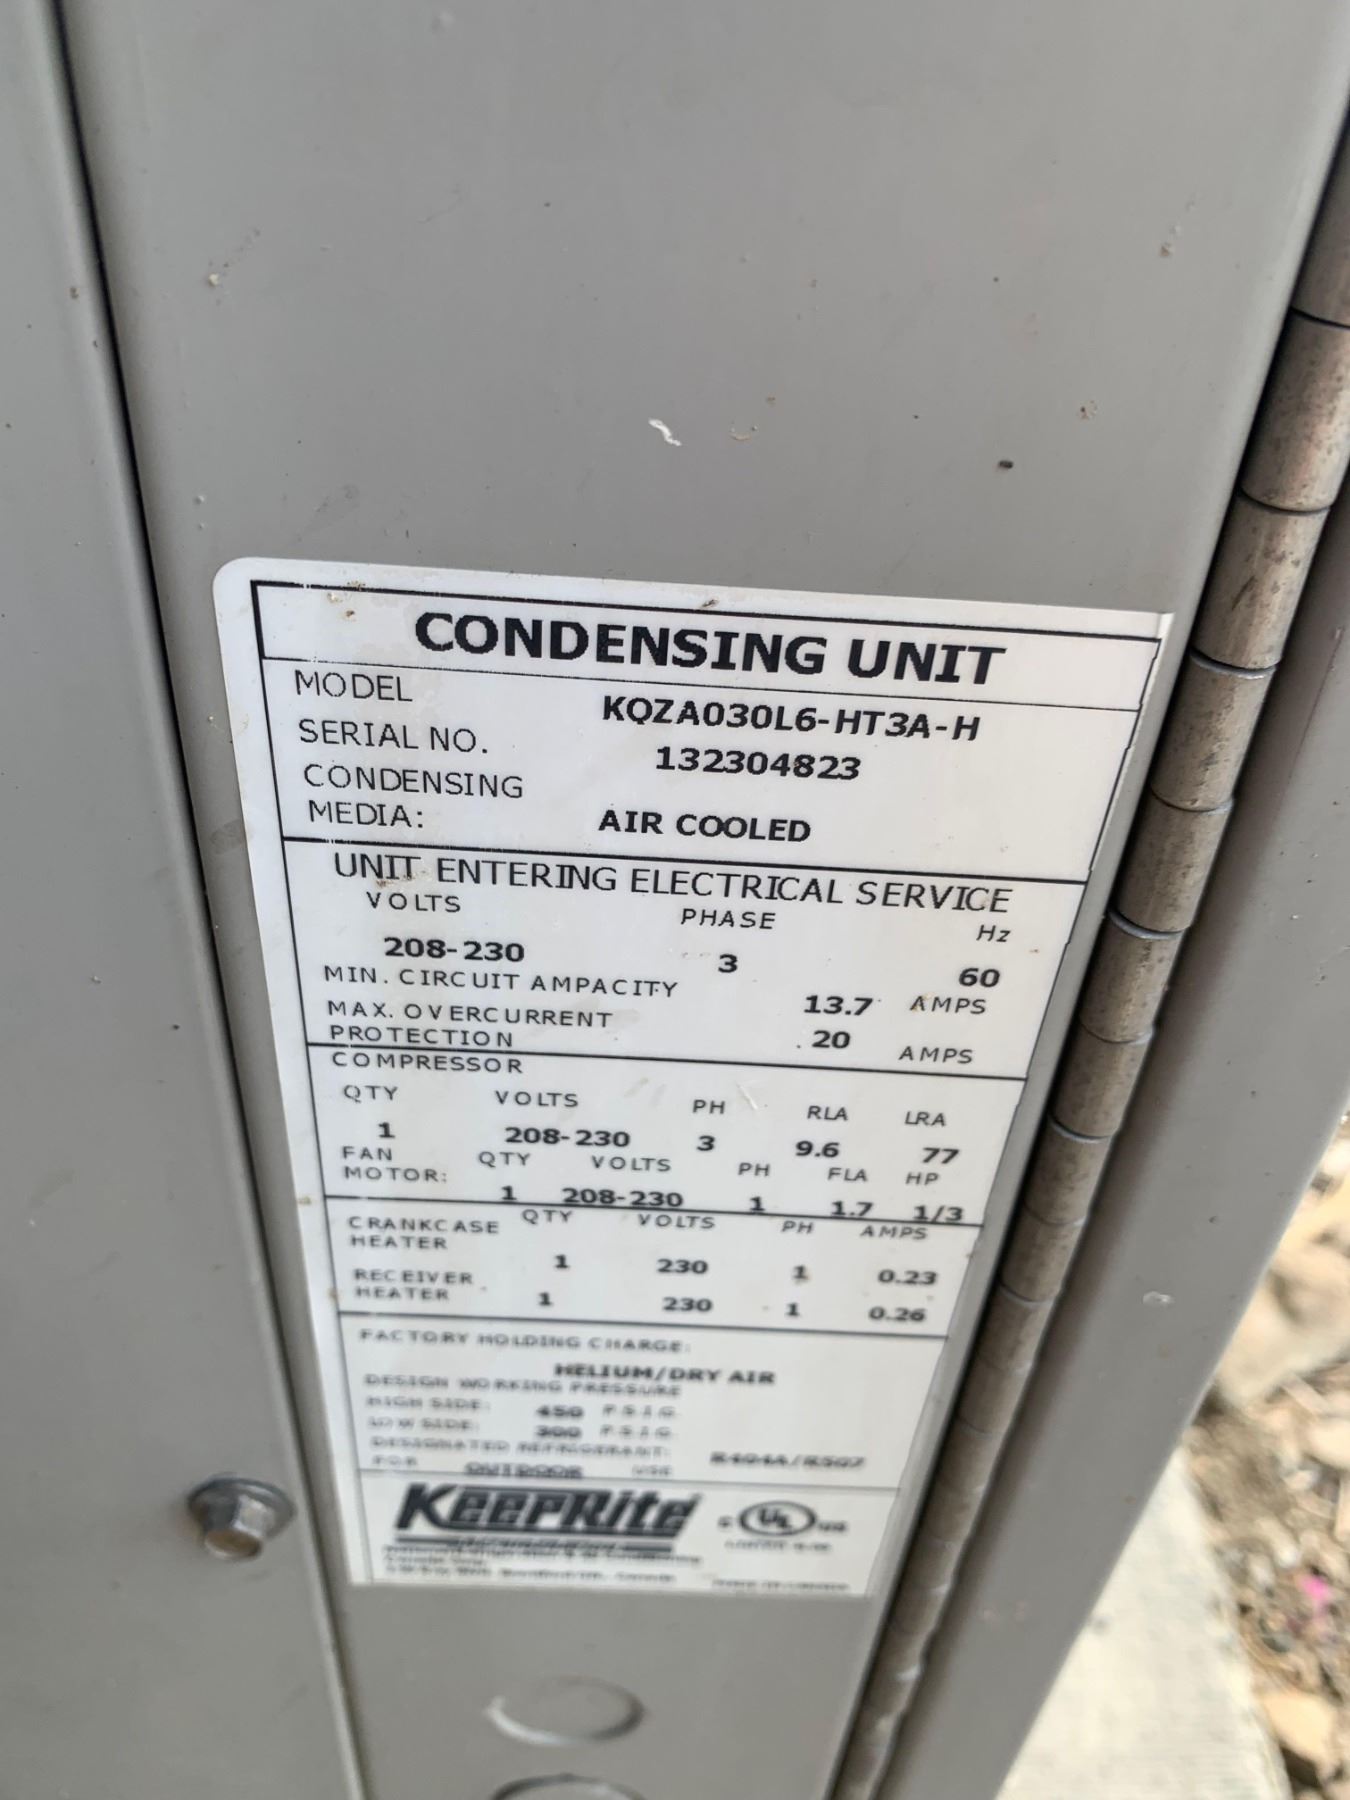 CONDENSING UNIT
MODEL KQZA030L6-HT3A-H
SERIAL NO. 132304823
CONDENSING
MEDIA: AIR COOLED
UNIT ENTERING ELECTRICAL SERVICE
VOLTS PHASE Hz
208-230 3 60
MIN. CIRCUIT AMPACITY 13.7 AMPS
MAX. OVERCURRENT
PROTECTION 20 AMPS
COMPRESSOR
QTY VOLTS PH RLA LRA
1 208-230 3 9.6 77
FAN
MOTOR: QTY VOLTS PH FLA HP
1 208-230 1 1.7 1/3
CRANKCASE
HEATER QTY VOLTS PH AMPS
1 230 1 0.23
RECEIVER
HEATER 1 230 1 0.26
FACTORY HOLDING CHARGE:
HELIUM/DRY AIR
DESIGN WORKING PRESSURE
HIGH SIDE: 450 P.S.I.G.
LOW SIDE: 300 P.S.I.G.
DESIGNATED REFRIGERANT: R404A/R507
FOR OUTDOOR USE
KeepRite
C UL US